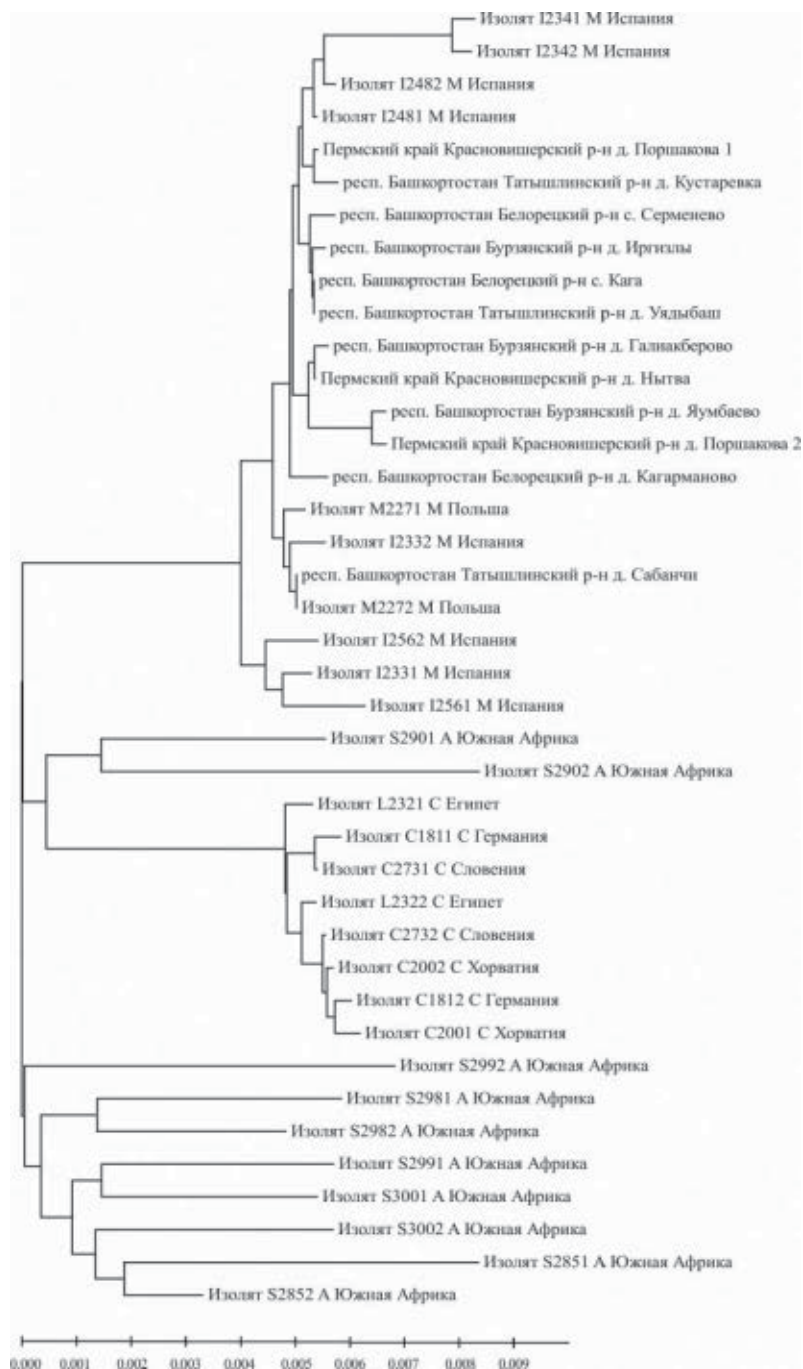 Изолят I2341 M Испания
Изолят I2342 M Испания
Изолят I2482 M Испания
Изолят I2481 M Испания
Пермский край Красновишерский р-н д. Поршакова 1
респ. Башкортостан Татышлинский р-н д. Кустаревка
респ. Башкортостан Белорецкий р-н с. Серменево
респ. Башкортостан Бурзянский р-н д. Иргизлы
респ. Башкортостан Белорецкий р-н с. Кага
респ. Башкортостан Татышлинский р-н д. Уядыбаш
респ. Башкортостан Бурзянский р-н д. Галиакберово
Пермский край Красновишерский р-н д. Нытва
респ. Башкортостан Бурзянский р-н д. Яумбаево
Пермский край Красновишерский р-н д. Поршакова 2
респ. Башкортостан Белорецкий р-н д. Кагарманово
Изолят M2271 M Польша
Изолят I2332 M Испания
респ. Башкортостан Татышлинский р-н д. Сабанчи
Изолят M2272 M Польша
Изолят I2562 M Испания
Изолят I2331 M Испания
Изолят I2561 M Испания
Изолят S2901 A Южная Африка
Изолят S2902 A Южная Африка
Изолят L2321 C Египет
Изолят C1811 C Германия
Изолят C2731 C Словения
Изолят L2322 C Египет
Изолят C2732 C Словения
Изолят C2002 C Хорватия
Изолят C1812 C Германия
Изолят C2001 C Хорватия
Изолят S2992 A Южная Африка
Изолят S2981 A Южная Африка
Изолят S2982 A Южная Африка
Изолят S2991 A Южная Африка
Изолят S3001 A Южная Африка
Изолят S3002 A Южная Африка
Изолят S2851 A Южная Африка
Изолят S2852 A Южная Африка
0.000 0.001 0.002 0.003 0.004 0.005 0.006 0.007 0.008 0.009